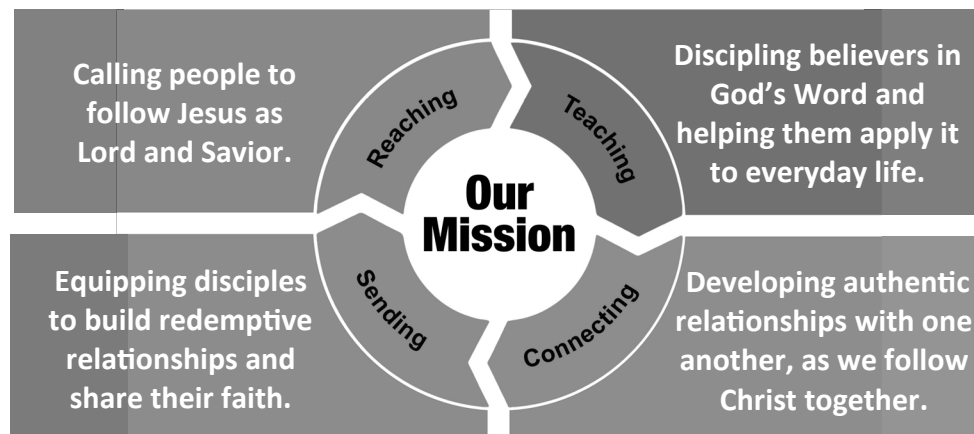 Calling people to
follow Jesus as
Lord and Savior.
Reaching
Teaching
Discipling believers in
God’s Word and
helping them apply it
to everyday life.
Our
Mission
Equipping disciples
to build redemptive
relationships and
share their faith.
Sending
Connecting
Developing authentic
relationships with one
another, as we follow
Christ together.